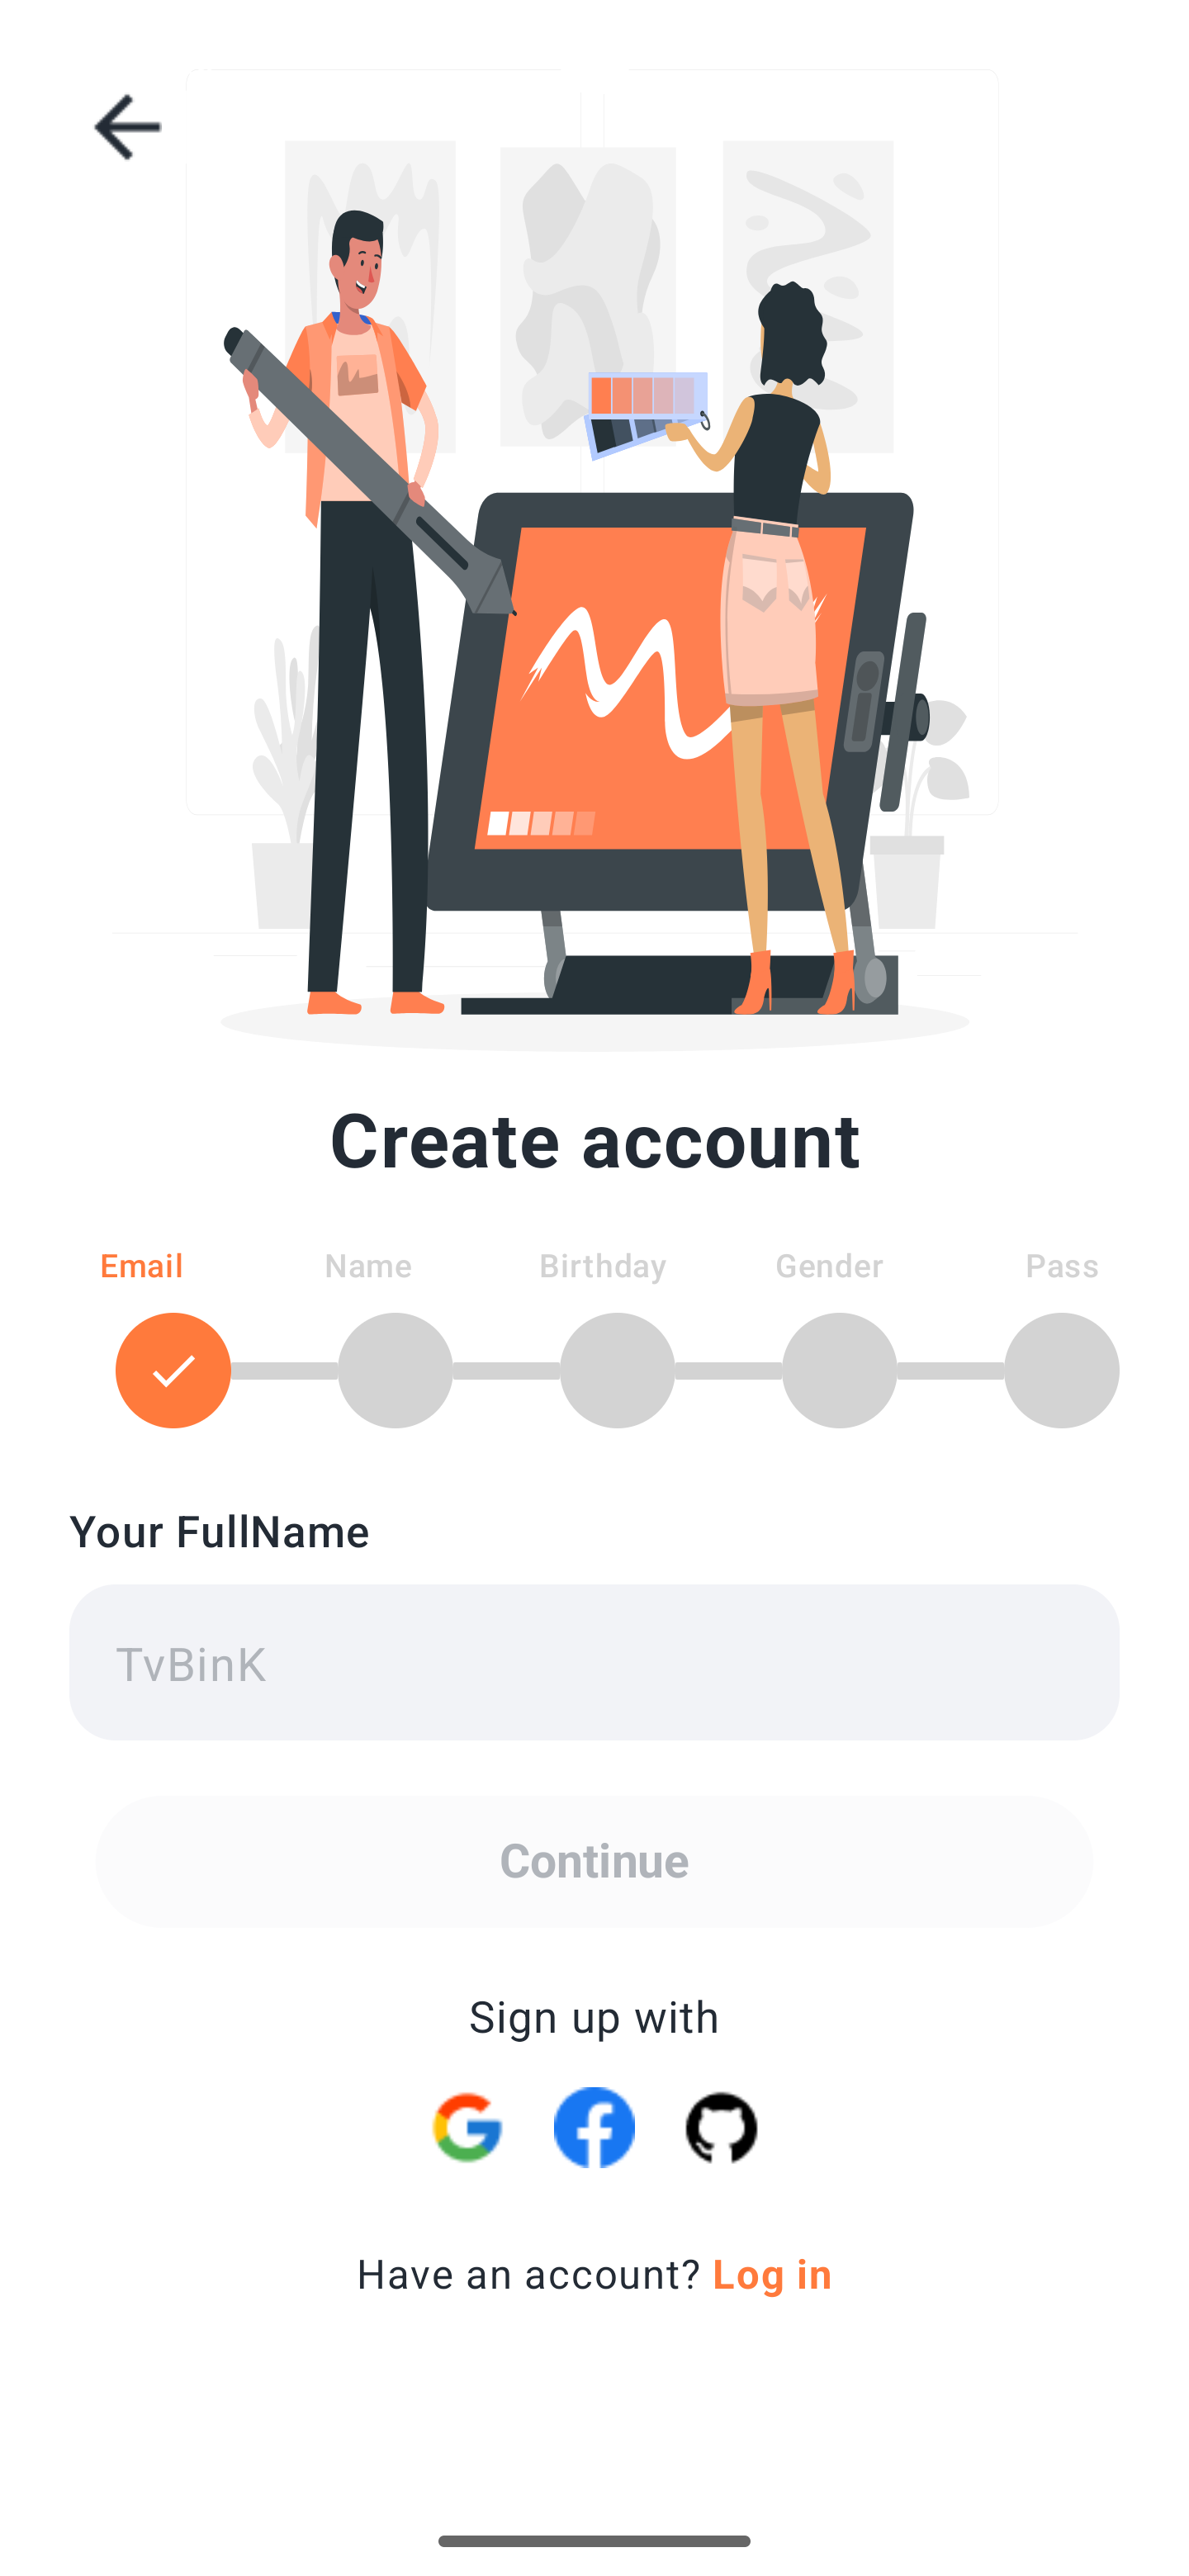 Create account
Email Name Birthday Gender Pass
Your FullName
TvBinK
Continue
Sign up with
Have an account? Log in